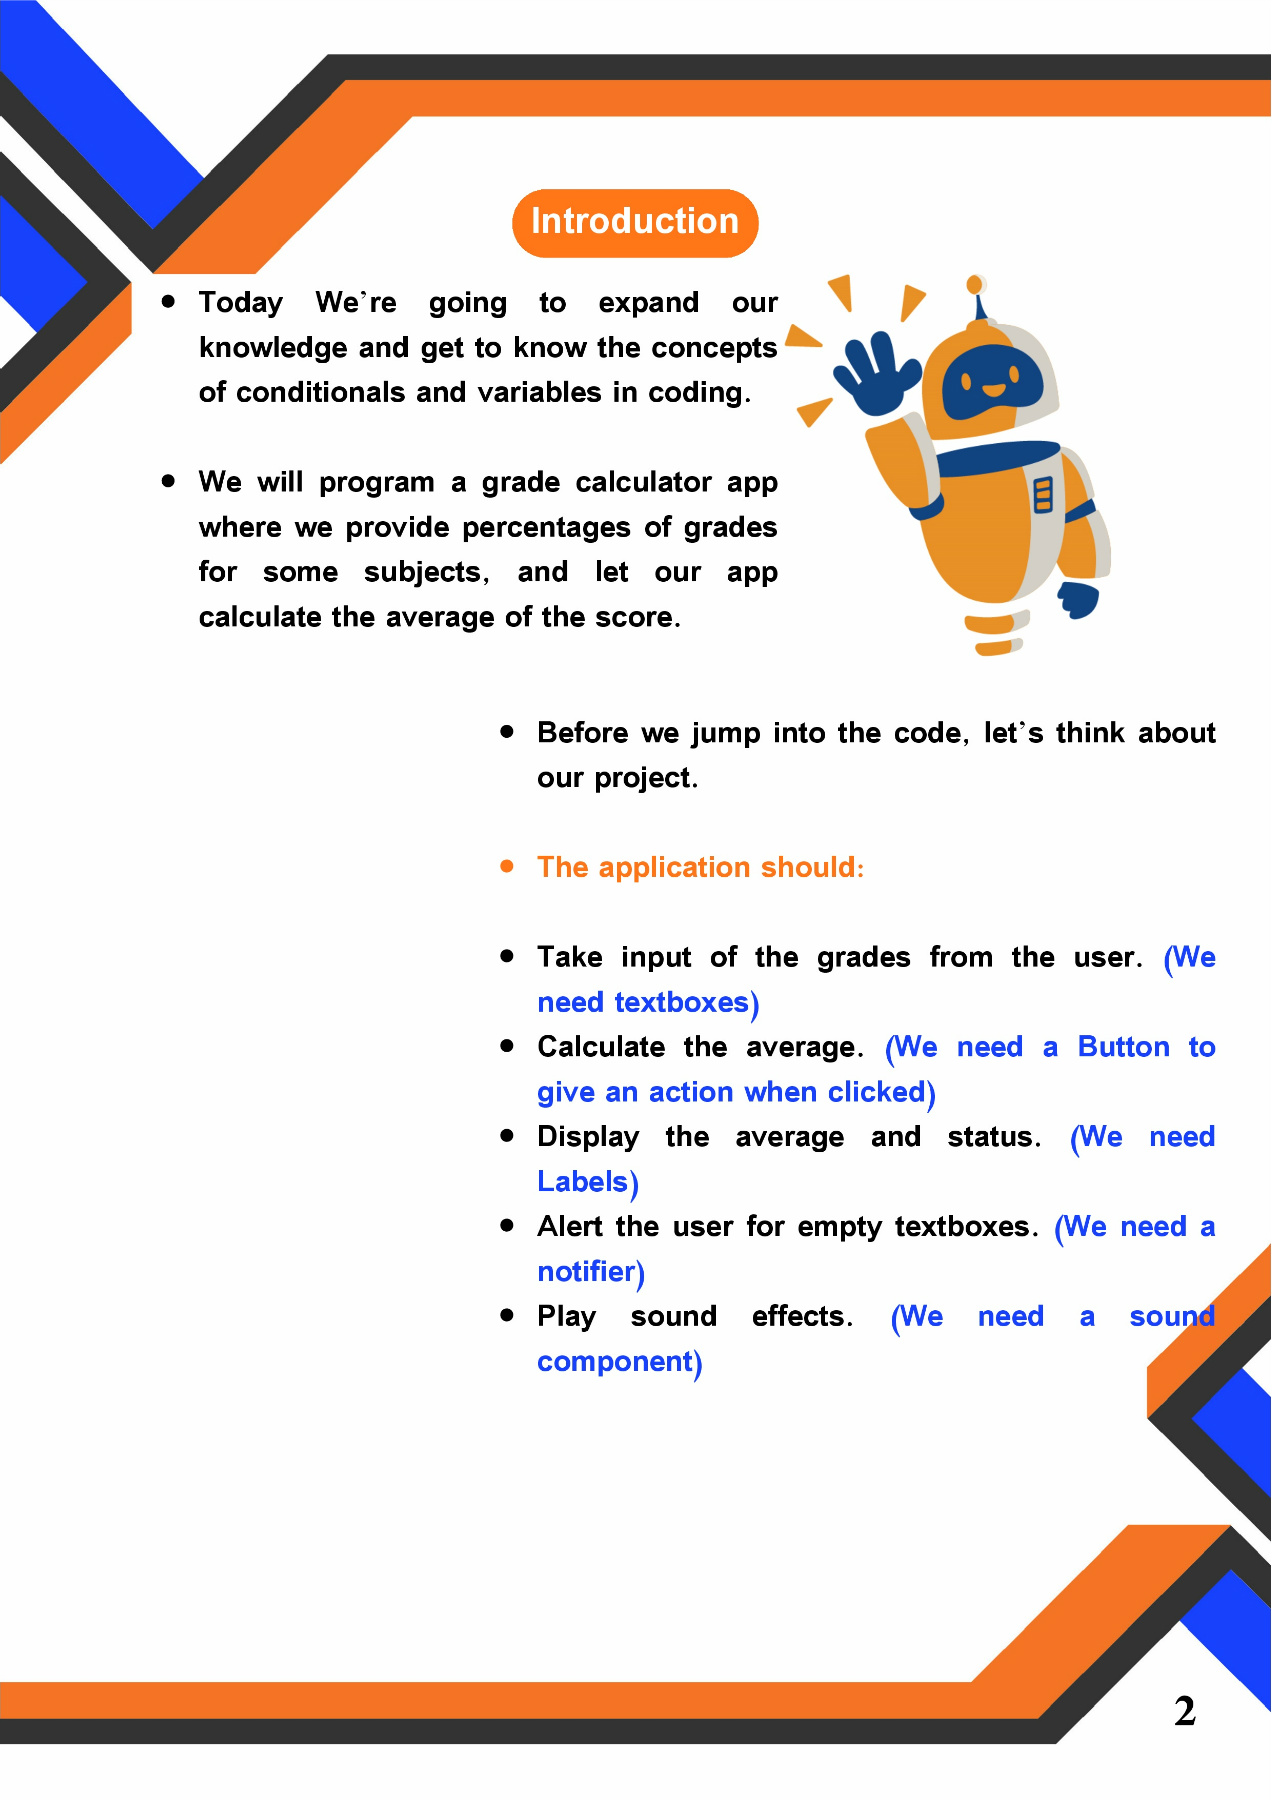 Introduction
• Today We’re going to expand our
knowledge and get to know the concepts
of conditionals and variables in coding.
• We will program a grade calculator app
where we provide percentages of grades
for some subjects, and let our app
calculate the average of the score.
• Before we jump into the code, let’s think about
our project.
• The application should:
• Take input of the grades from the user. (We
need textboxes)
• Calculate the average. (We need a Button to
give an action when clicked)
• Display the average and status. (We need
Labels)
• Alert the user for empty textboxes. (We need a
notifier)
• Play sound effects. (We need a sound
component)
2